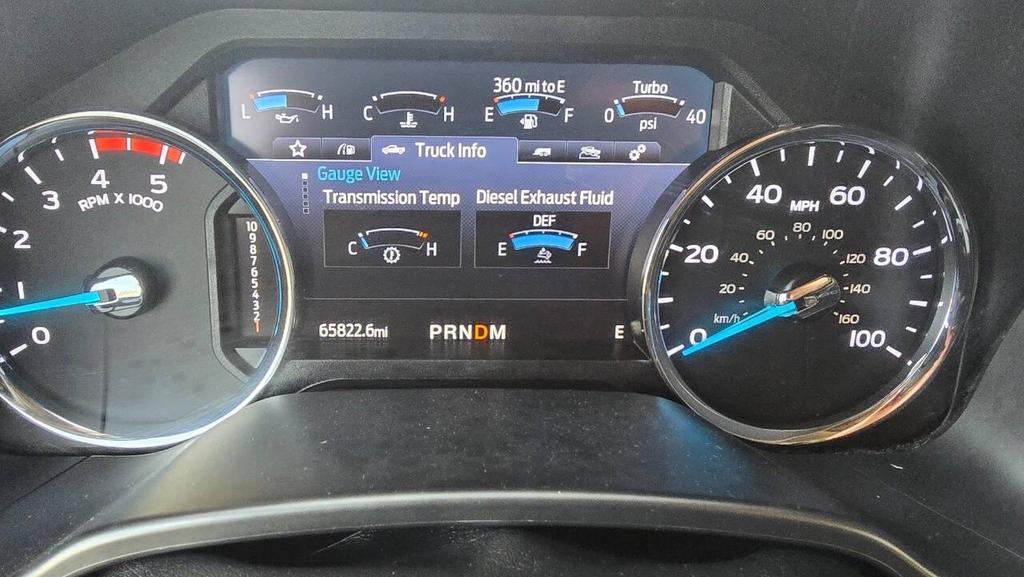 360 mi to E
Turbo
L H
C H
E F
0 40
psi
Truck Info
Gauge View
Transmission Temp
Diesel Exhaust Fluid
C H
DEF
E F
65822.6mi
PRNDM
E
0
1
2
3
4
5
RPM X 1000
10
9
8
7
6
5
4
3
2
1
0
20
40
60
80
100
MPH
20
40
60
80
100
120
140
160
km/h